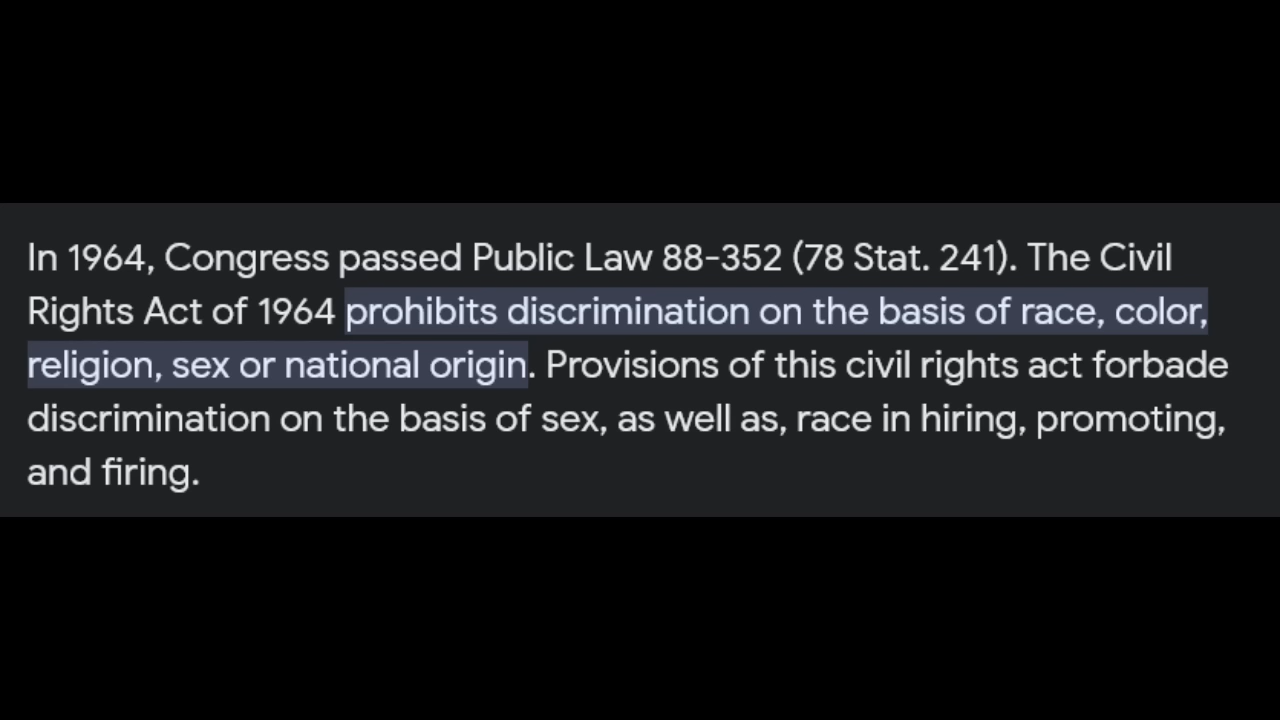 In 1964, Congress passed Public Law 88-352 (78 Stat. 241). The Civil
Rights Act of 1964 prohibits discrimination on the basis of race, color,
religion, sex or national origin. Provisions of this civil rights act forbade
discrimination on the basis of sex, as well as, race in hiring, promoting,
and firing.